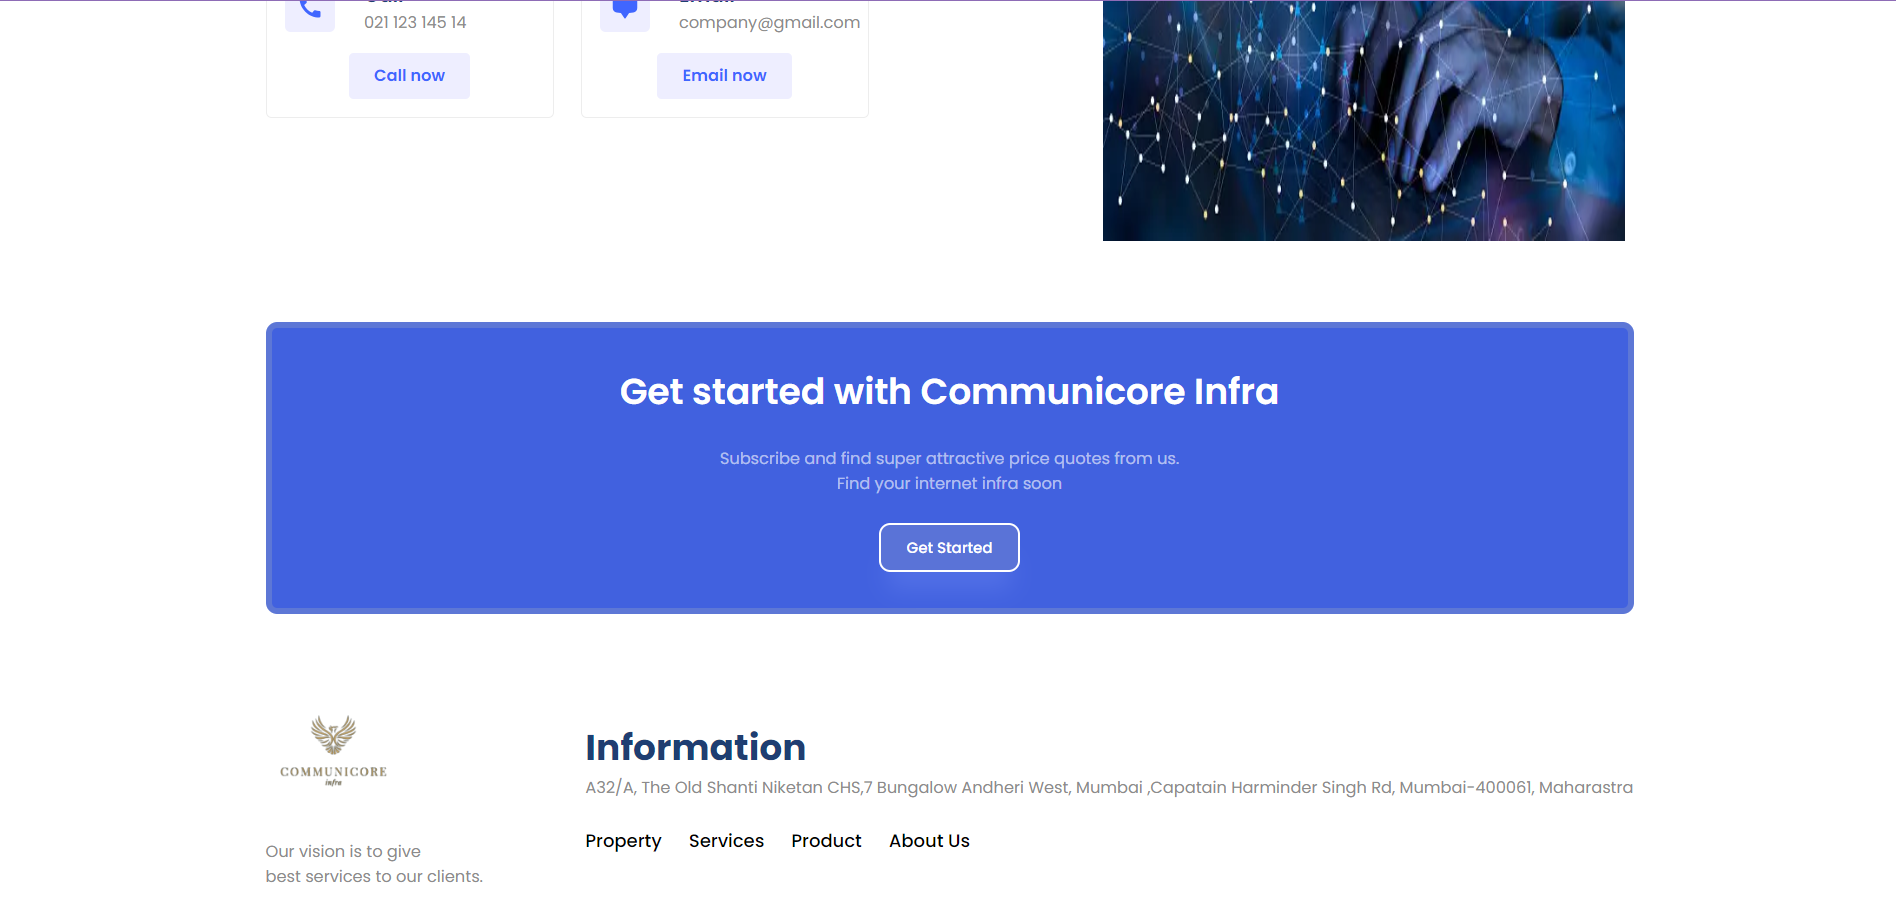 021 123 145 14
company@gmail.com
Call now
Email now
Get started with Communicore Infra
Subscribe and find super attractive price quotes from us.
Find your internet infra soon
Get Started
COMMUNICORE
infra
Information
A32/A, The Old Shanti Niketan CHS,7 Bungalow Andheri West, Mumbai ,Capatain Harminder Singh Rd, Mumbai-400061, Maharastra
Property Services Product About Us
Our vision is to give
best services to our clients.